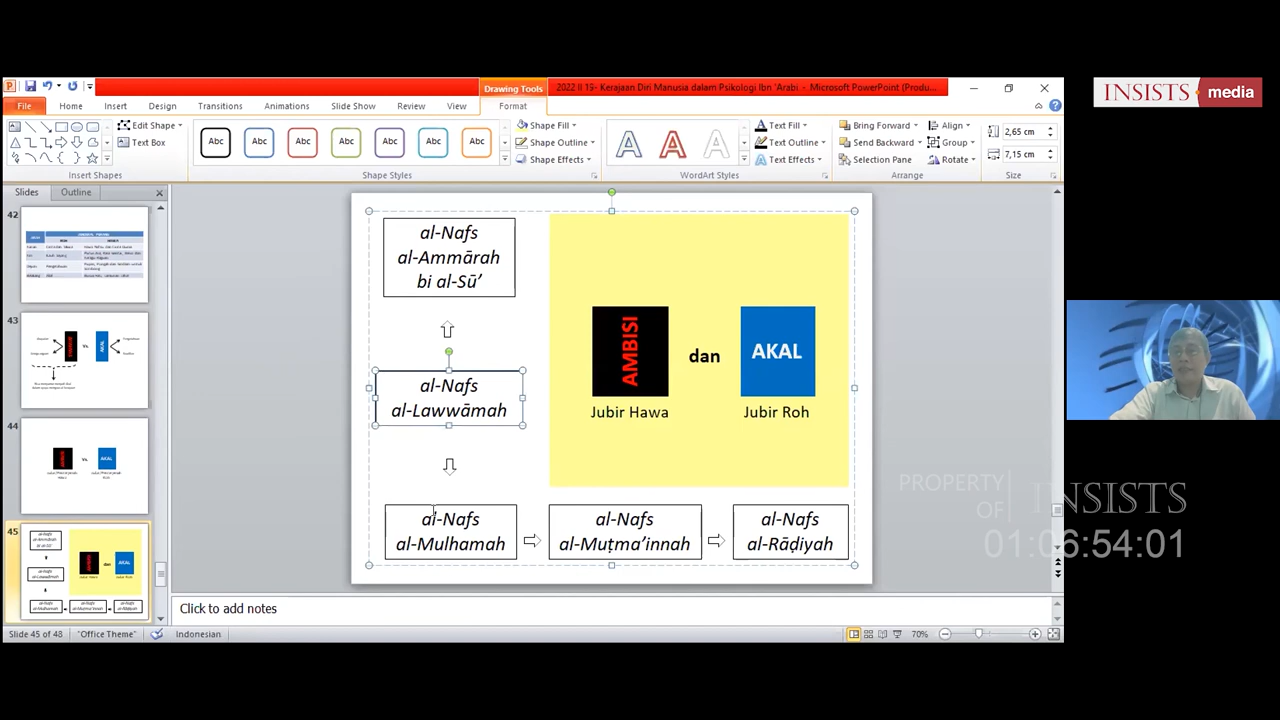 INSISTS media
Drawing Tools
2022 II 19- Kerajaan Diri Manusia dalam Psikologi Ibn 'Arabi - Microsoft PowerPoint (Produ...
File Home Insert Design Transitions Animations Slide Show Review View Format
Edit Shape
Text Box
Insert Shapes
Abc Abc Abc Abc Abc Abc
Shape Fill
Shape Outline
Shape Effects
Shape Styles
A A A
Text Fill
Text Outline
Text Effects
WordArt Styles
Bring Forward
Send Backward
Selection Pane
Align
Group
Rotate
Arrange
2,65 cm
7,15 cm
Size
Slides Outline
42
43
44
45
al-Nafs
al-Ammārah
bi al-Sū’
al-Nafs
al-Lawwāmah
al-Nafs
al-Mulhamah
al-Nafs
al-Muṭma’innah
al-Nafs
al-Rāḍiyah
AMBISI
dan
AKAL
Jubir Hawa
Jubir Roh
PROPERTY
OF
INSISTS
01:06:54:01
Click to add notes
Slide 45 of 48
"Office Theme"
Indonesian
70%